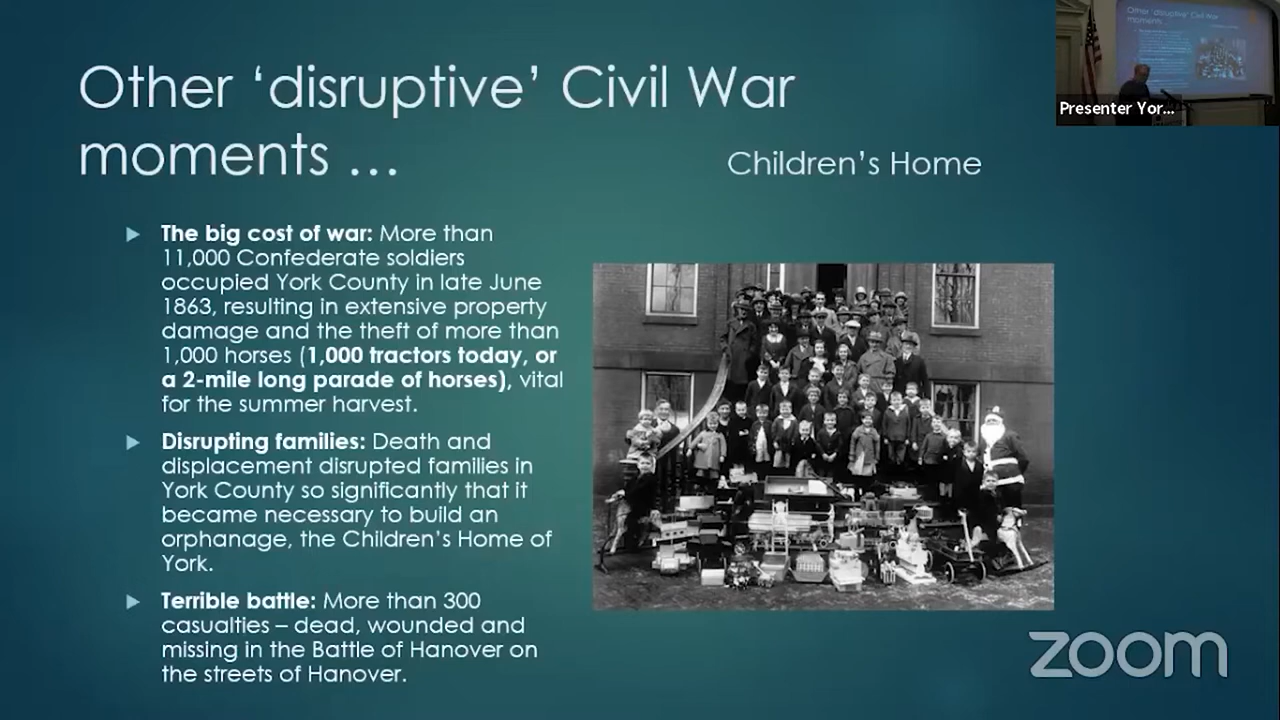 Other ‘disruptive’ Civil War
moments …
Children’s Home
The big cost of war: More than
11,000 Confederate soldiers
occupied York County in late June
1863, resulting in extensive property
damage and the theft of more than
1,000 horses (1,000 tractors today, or
a 2-mile long parade of horses), vital
for the summer harvest.
Disrupting families: Death and
displacement disrupted families in
York County so significantly that it
became necessary to build an
orphanage, the Children’s Home of
York.
Terrible battle: More than 300
casualties – dead, wounded and
missing in the Battle of Hanover on
the streets of Hanover.
Other ‘disruptive’ Civil War
moments ...
Presenter Yor...
zoom